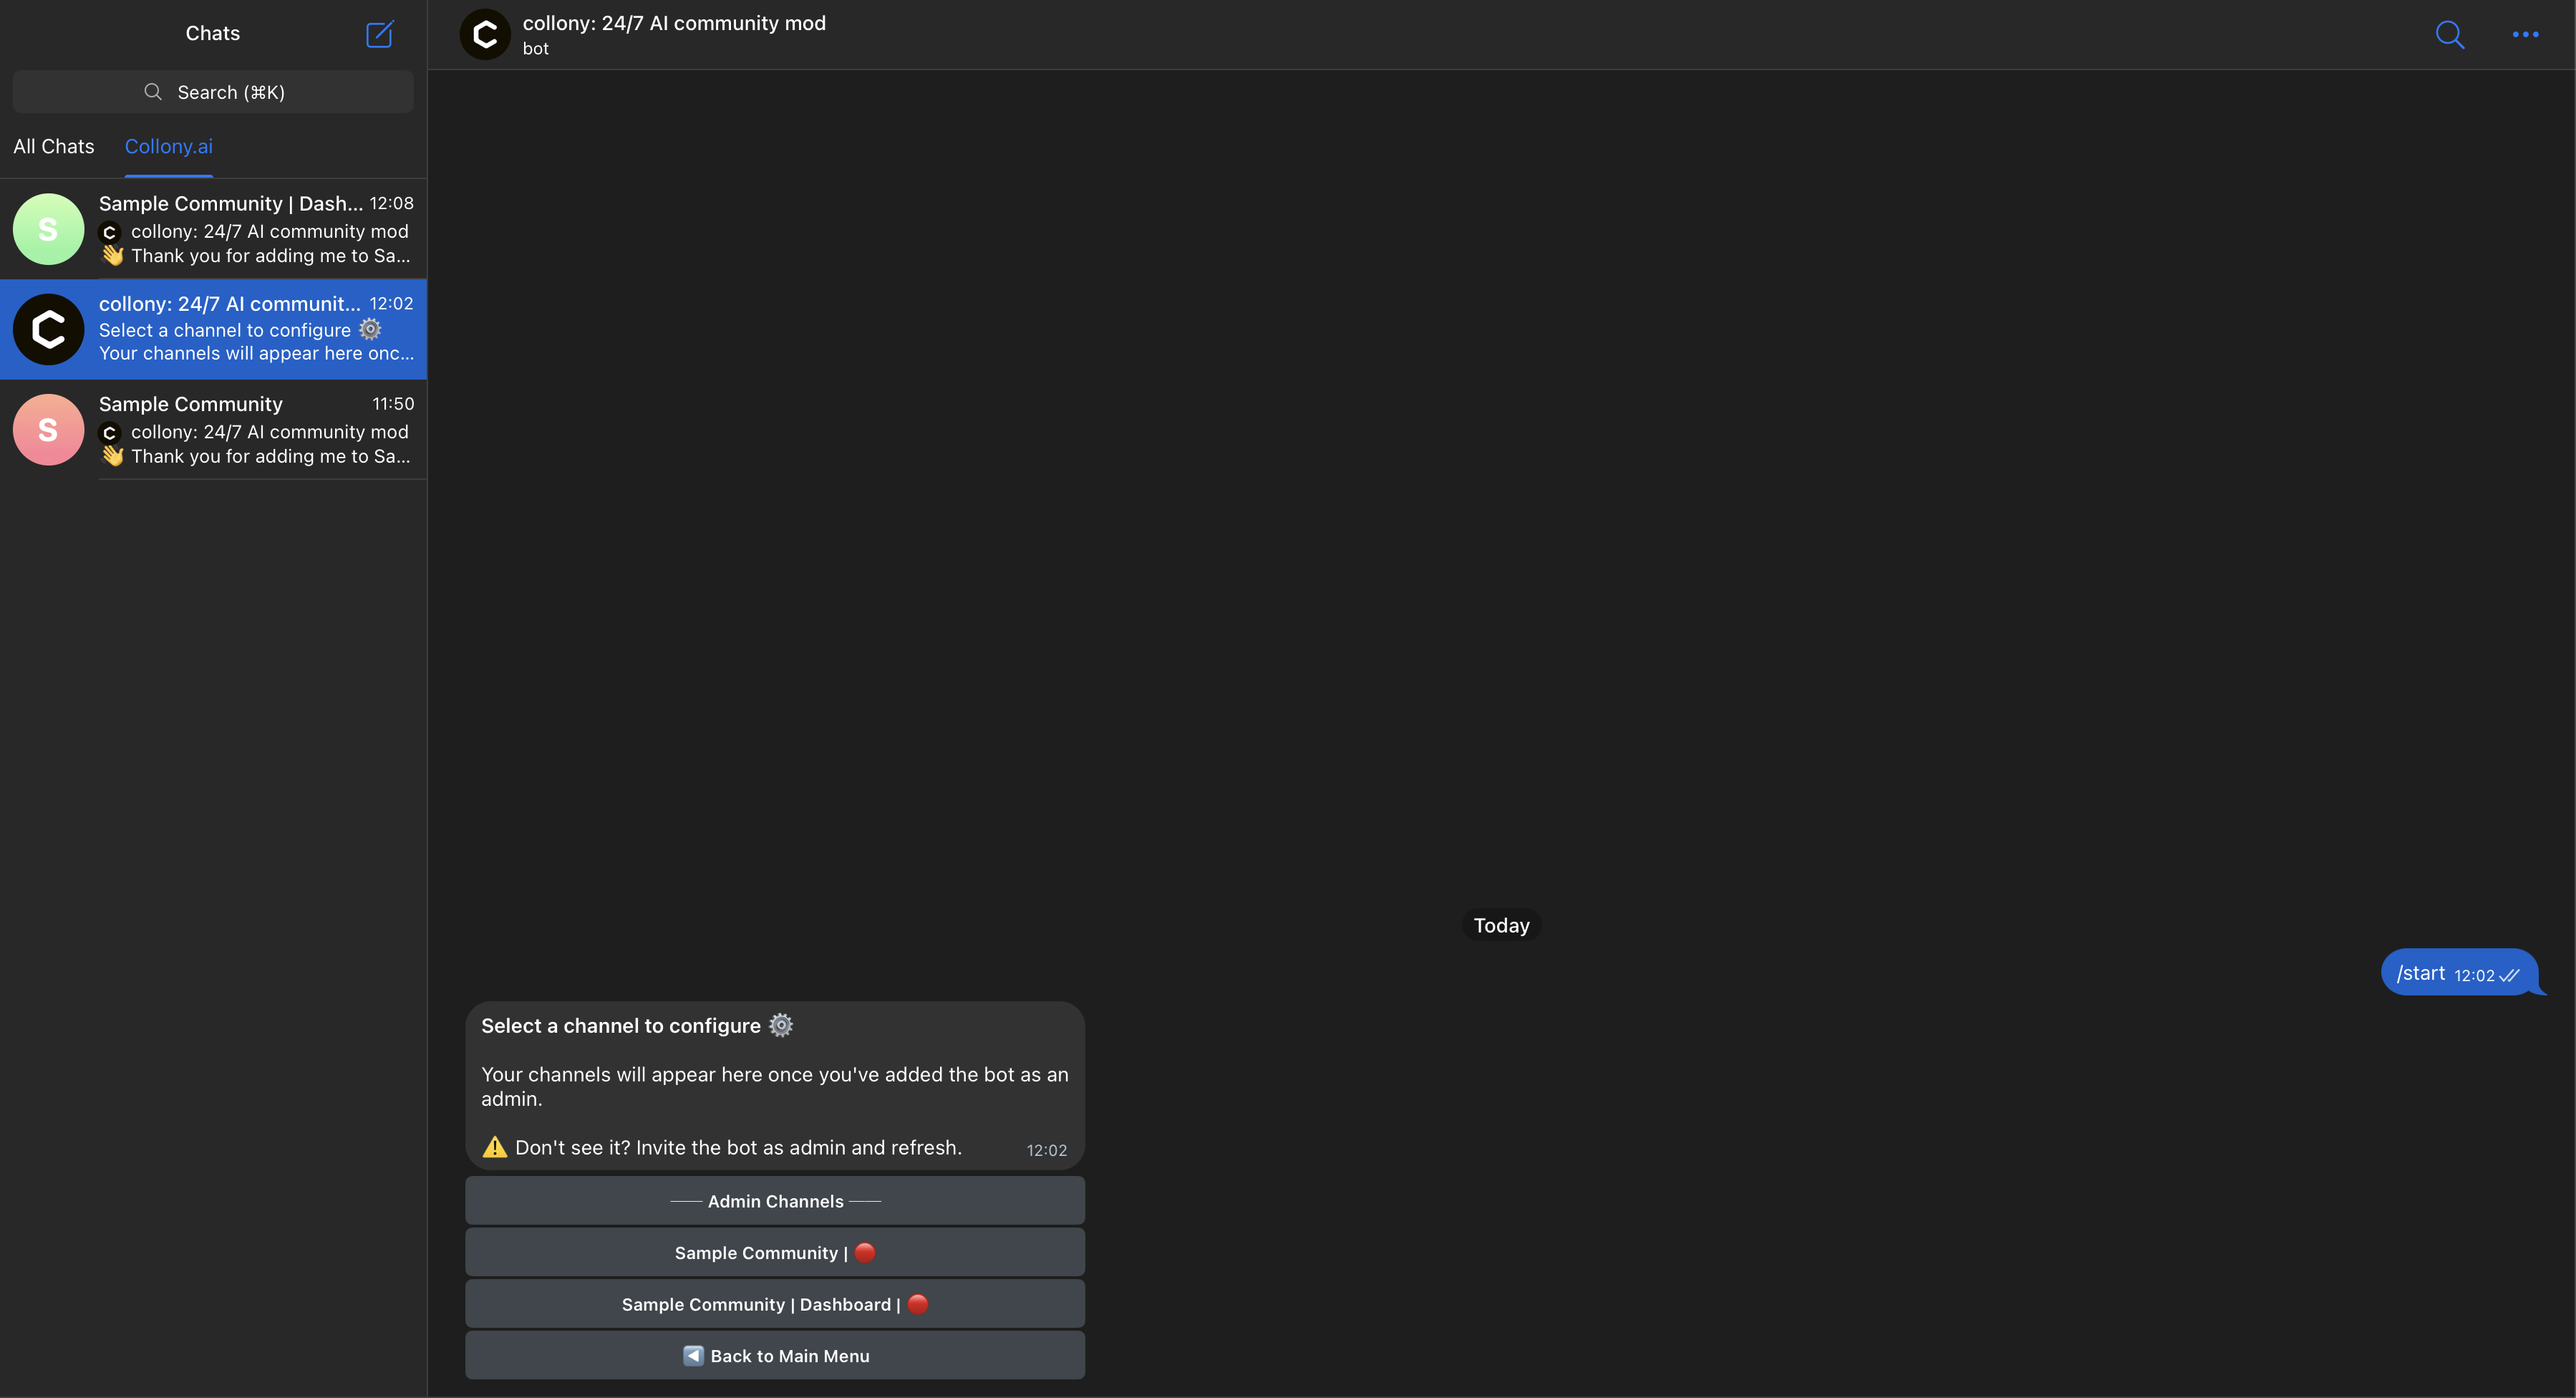 Chats
Search (⌘K)
All Chats
Collony.ai
Sample Community | Dash... 12:08
collony: 24/7 AI community mod
👋 Thank you for adding me to Sa...
collony: 24/7 AI communit... 12:02
Select a channel to configure ⚙️
Your channels will appear here onc...
Sample Community 11:50
collony: 24/7 AI community mod
👋 Thank you for adding me to Sa...
collony: 24/7 AI community mod
bot
Today
/start 12:02
Select a channel to configure ⚙️
Your channels will appear here once you've added the bot as an
admin.
⚠️ Don't see it? Invite the bot as admin and refresh. 12:02
—— Admin Channels ——
Sample Community | 🔴
Sample Community | Dashboard | 🔴
◀️ Back to Main Menu